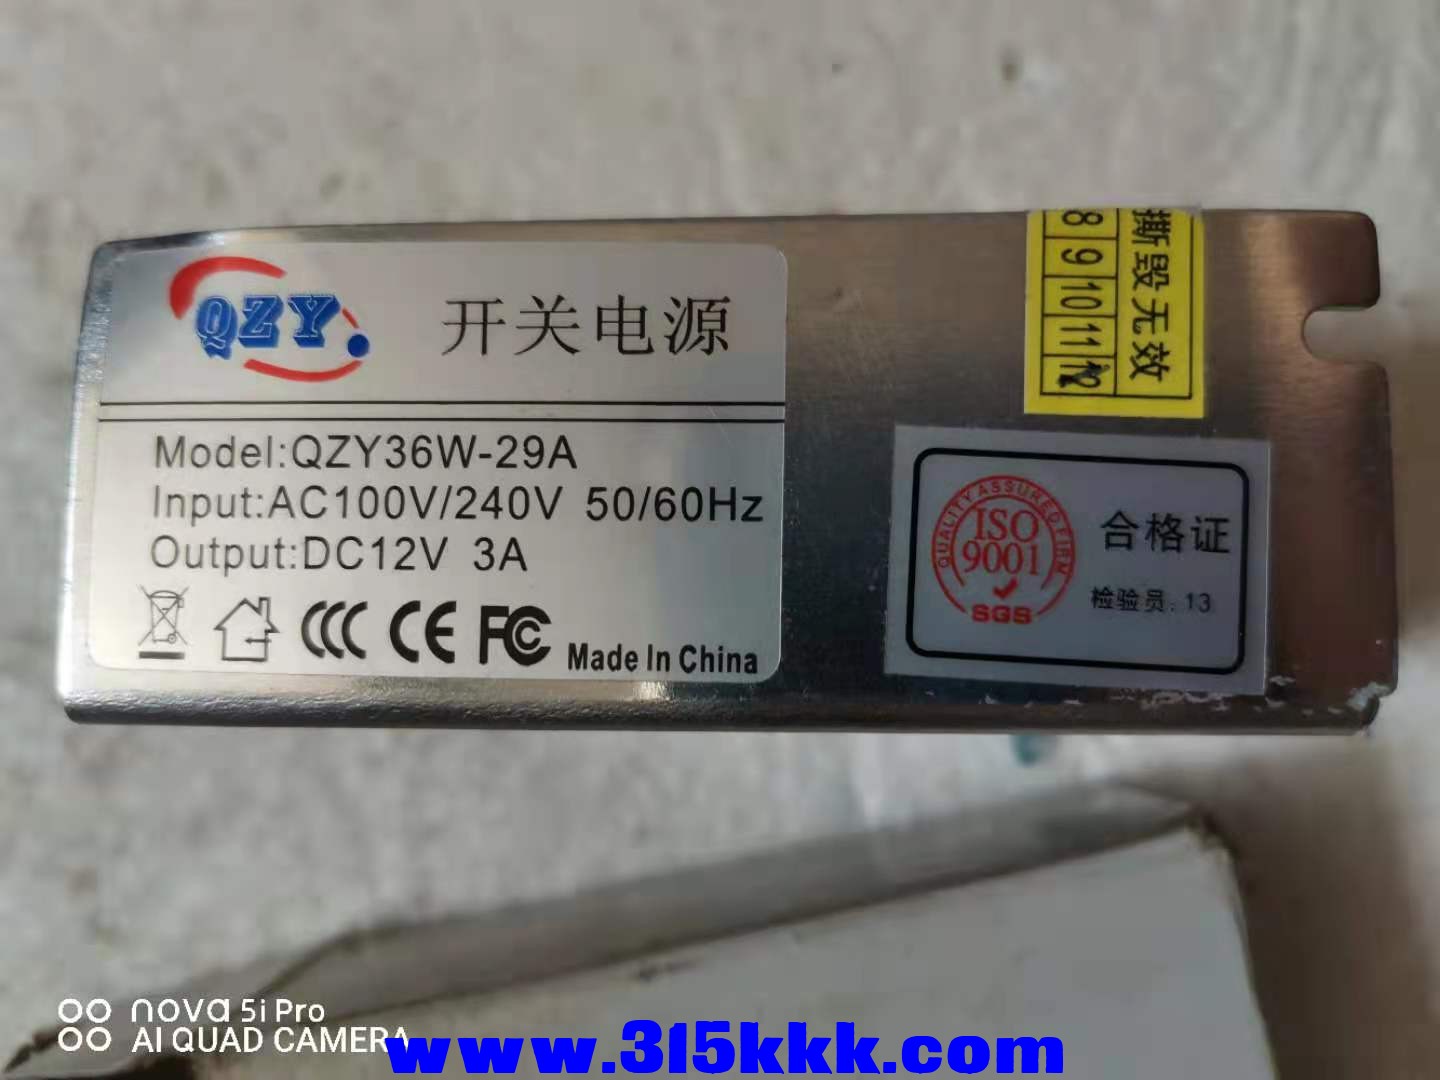 QZY
开关电源
Model:QZY36W-29A
Input:AC100V/240V 50/60Hz
Output:DC12V 3A
CCC CE FC Made In China
撕毁无效
8 9 10 11 12
QUALITY ASSURED FIRM
ISO
9001
SGS
合格证
检验员:13
nova 5i Pro
AI QUAD CAMERA
www.315kkk.com